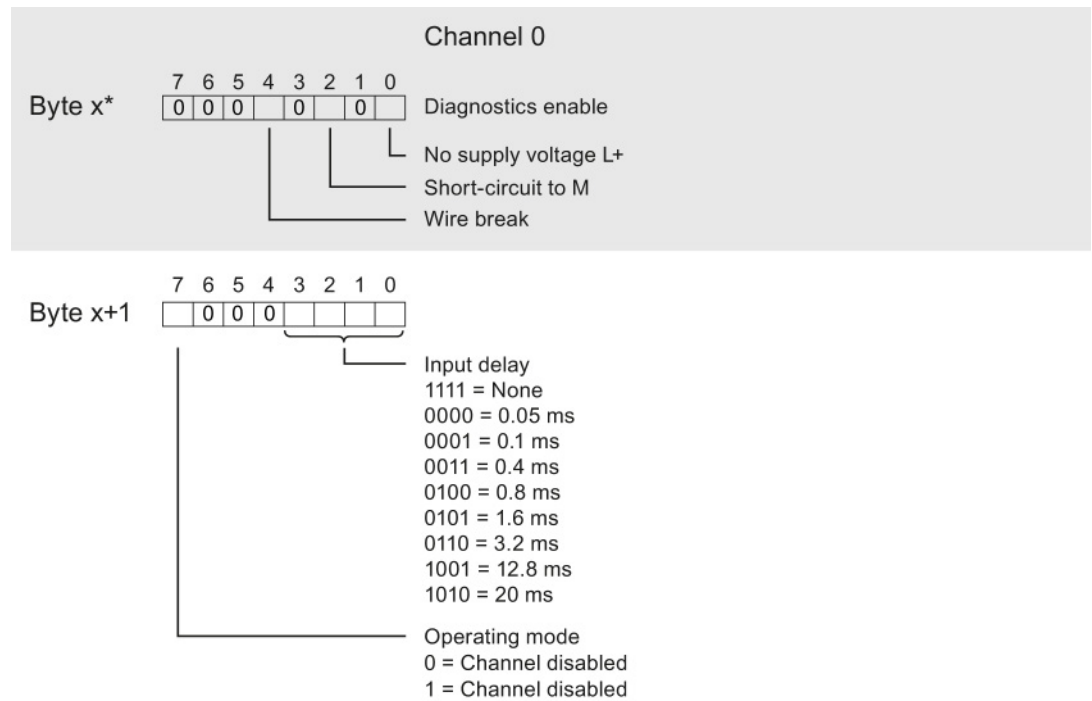 Channel 0
7 6 5 4 3 2 1 0
Byte x* 0 0 0 0 0 Diagnostics enable
No supply voltage L+
Short-circuit to M
Wire break
7 6 5 4 3 2 1 0
Byte x+1 0 0 0
Input delay
1111 = None
0000 = 0.05 ms
0001 = 0.1 ms
0011 = 0.4 ms
0100 = 0.8 ms
0101 = 1.6 ms
0110 = 3.2 ms
1001 = 12.8 ms
1010 = 20 ms
Operating mode
0 = Channel disabled
1 = Channel disabled